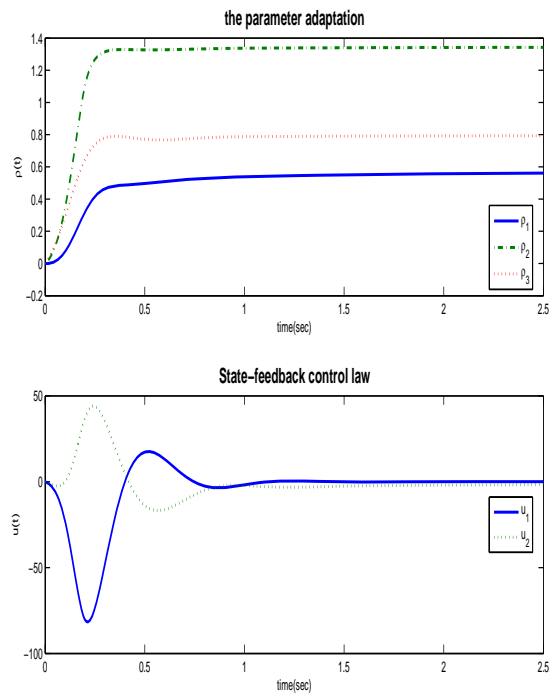 the parameter adaptation
1.4
1.2
1
0.8
0.6
0.4
0.2
0
−0.2
ρ(t)
0 0.5 1 1.5 2 2.5
time(sec)
ρ1
ρ2
ρ3
State−feedback control law
50
0
−50
−100
u(t)
0 0.5 1 1.5 2 2.5
time(sec)
u1
u2